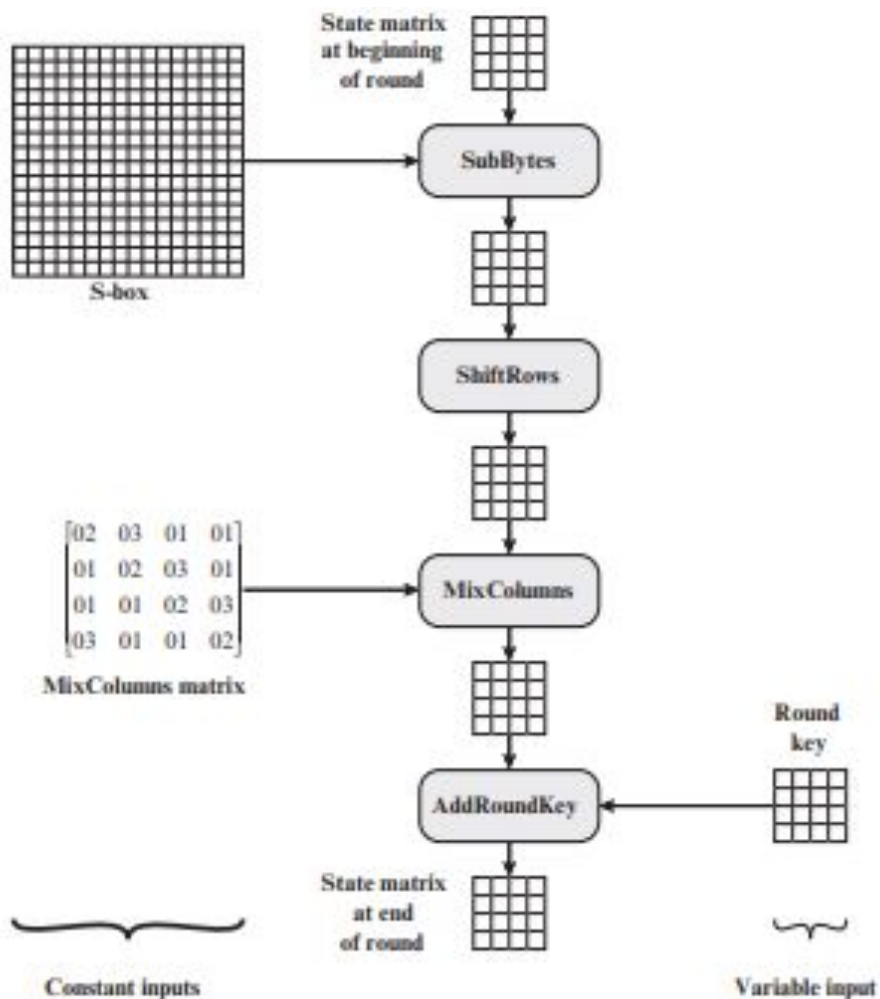 State matrix
at beginning
of round
SubBytes
S-box
ShiftRows
02 03 01 01
01 02 03 01
01 01 02 03
03 01 01 02
MixColumns
MixColumns matrix
Round
key
AddRoundKey
State matrix
at end
of round
Constant inputs
Variable input